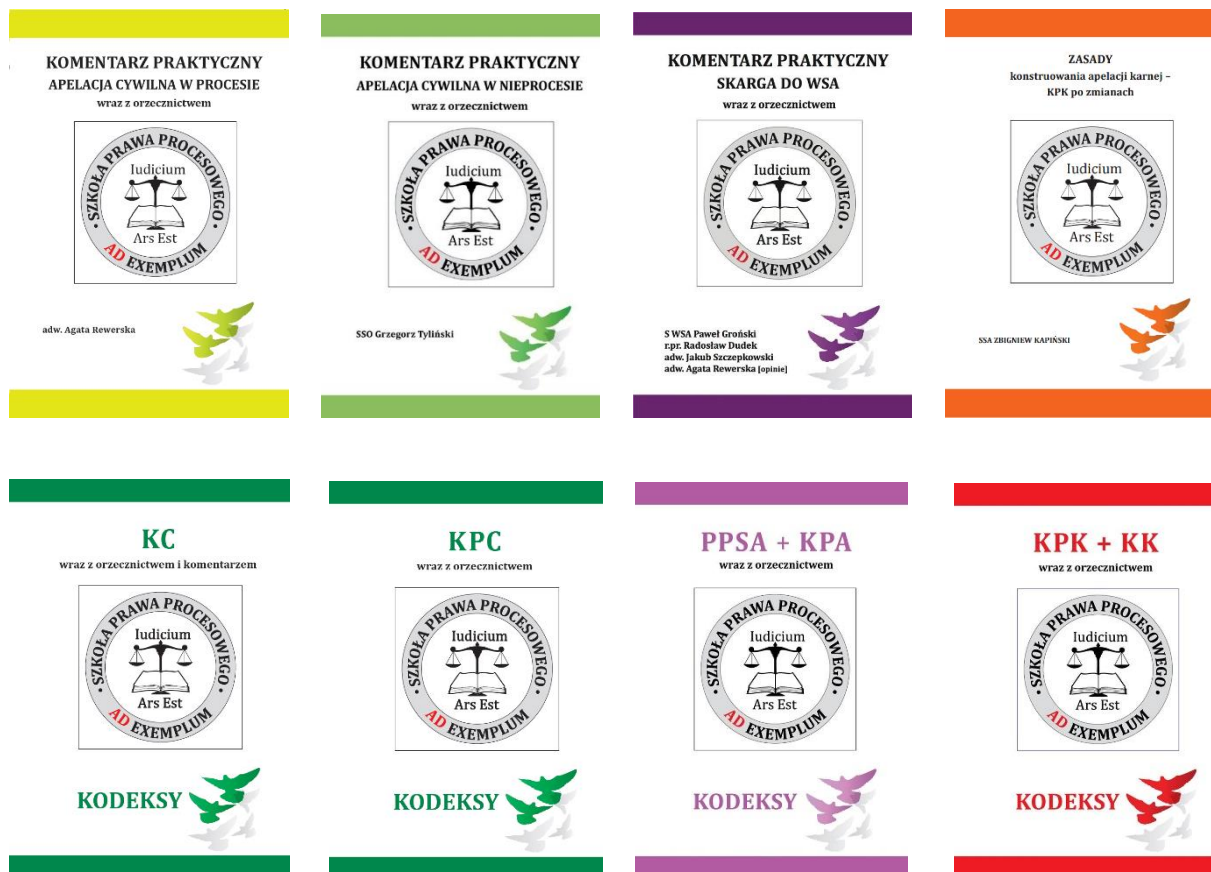 KOMENTARZ PRAKTYCZNY
APELACJA CYWILNA W PROCESIE
wraz z orzecznictwem
SZKOŁA PRAWA PROCESOWEGO
Iudicium
Ars Est
AD EXEMPLUM
adw. Agata Rewerska
KOMENTARZ PRAKTYCZNY
APELACJA CYWILNA W NIEPROCESIE
wraz z orzecznictwem
SZKOŁA PRAWA PROCESOWEGO
Iudicium
Ars Est
AD EXEMPLUM
SSO Grzegorz Tyliński
KOMENTARZ PRAKTYCZNY
SKARGA DO WSA
wraz z orzecznictwem
SZKOŁA PRAWA PROCESOWEGO
Iudicium
Ars Est
AD EXEMPLUM
S WSA Paweł Groński
r.pr. Radosław Dudek
adw. Jakub Szczepkowski
adw. Agata Rewerska [opinie]
ZASADY
konstruowania apelacji karnej –
KPK po zmianach
SZKOŁA PRAWA PROCESOWEGO
Iudicium
Ars Est
AD EXEMPLUM
SSA ZBIGNIEW KAPIŃSKI
KC
wraz z orzecznictwem i komentarzem
SZKOŁA PRAWA PROCESOWEGO
Iudicium
Ars Est
AD EXEMPLUM
KODEKSY
KPC
wraz z orzecznictwem
SZKOŁA PRAWA PROCESOWEGO
Iudicium
Ars Est
AD EXEMPLUM
KODEKSY
PPSA + KPA
wraz z orzecznictwem
SZKOŁA PRAWA PROCESOWEGO
Iudicium
Ars Est
AD EXEMPLUM
KODEKSY
KPK + KK
wraz z orzecznictwem
SZKOŁA PRAWA PROCESOWEGO
Iudicium
Ars Est
AD EXEMPLUM
KODEKSY